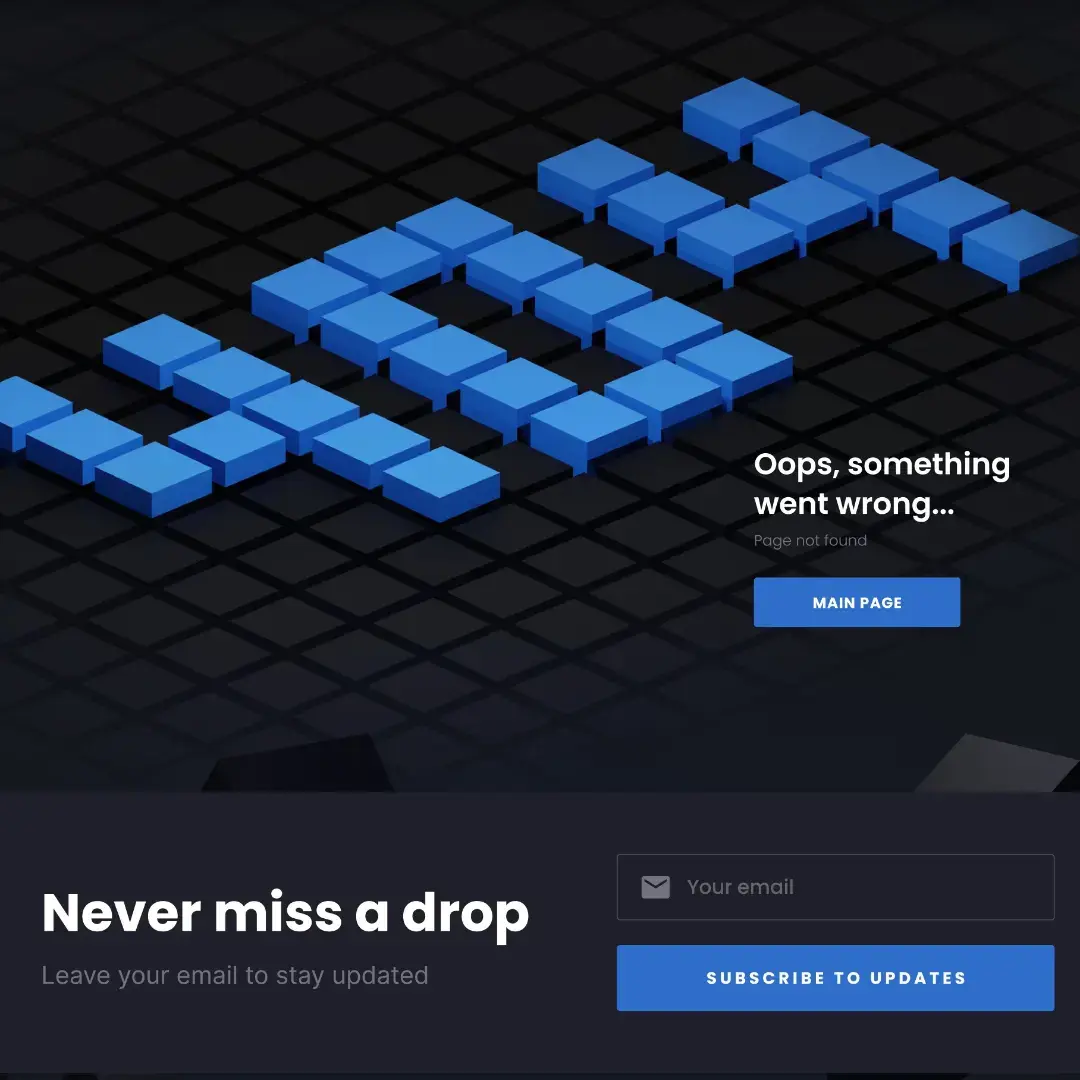 404
Oops, something
went wrong...
Page not found
MAIN PAGE
Never miss a drop
Leave your email to stay updated
Your email
SUBSCRIBE TO UPDATES